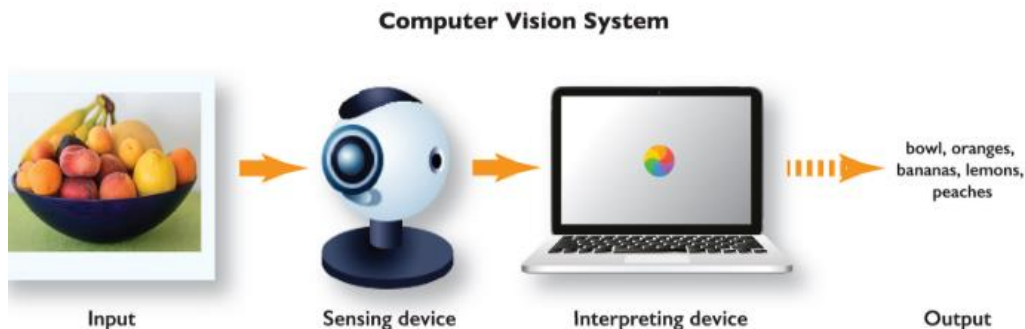 Computer Vision System
bowl, oranges,
bananas, lemons,
peaches
Input
Sensing device
Interpreting device
Output